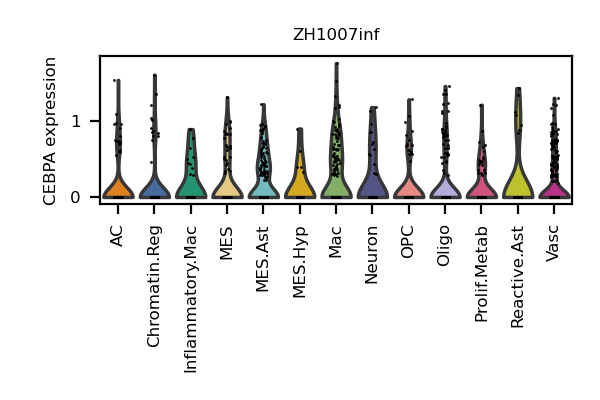 ZH1007inf
CEBPA expression
1
0
AC
Chromatin.Reg
Inflammatory.Mac
MES
MES.Ast
MES.Hyp
Mac
Neuron
OPC
Oligo
Prolif.Metab
Reactive.Ast
Vasc